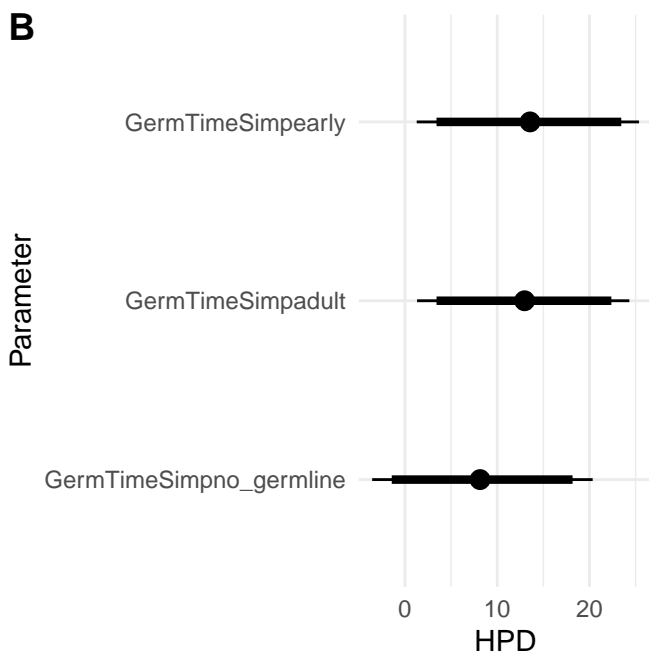 B
GermTimeSimpearly
GermTimeSimpadult
GermTimeSimpno_germline
Parameter
0 10 20
HPD